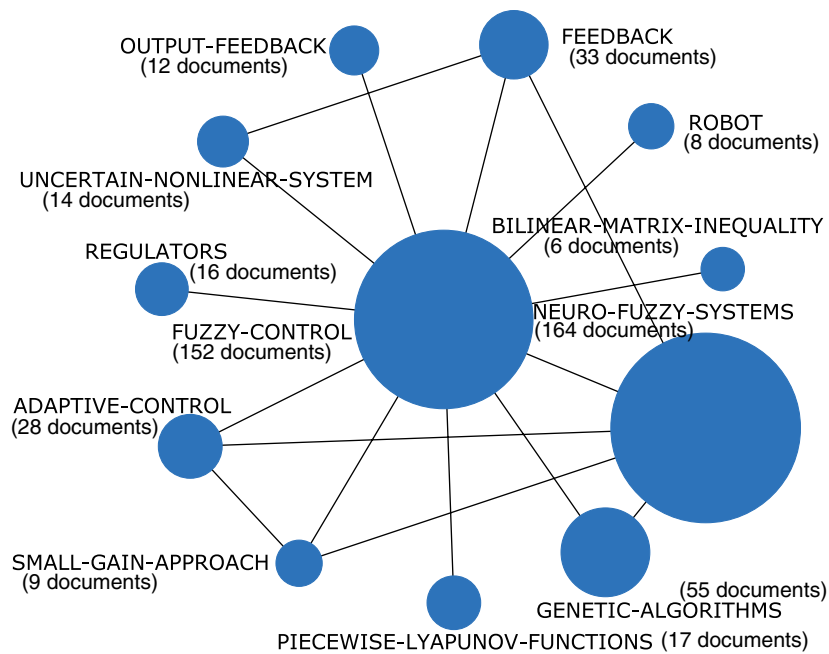 OUTPUT-FEEDBACK
(12 documents)
FEEDBACK
(33 documents)
ROBOT
(8 documents)
UNCERTAIN-NONLINEAR-SYSTEM
(14 documents)
BILINEAR-MATRIX-INEQUALITY
(6 documents)
REGULATORS
(16 documents)
NEURO-FUZZY-SYSTEMS
(164 documents)
FUZZY-CONTROL
(152 documents)
ADAPTIVE-CONTROL
(28 documents)
SMALL-GAIN-APPROACH
(9 documents)
(55 documents)
GENETIC-ALGORITHMS
PIECEWISE-LYAPUNOV-FUNCTIONS (17 documents)